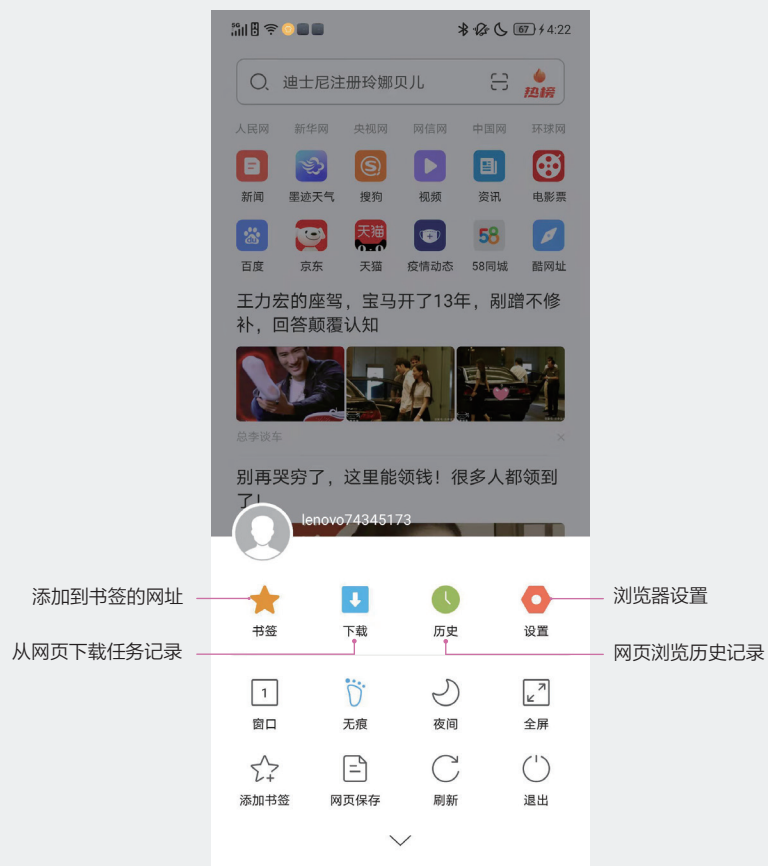 5G 67 4:22
迪士尼注册玲娜贝儿 热榜
人民网 新华网 央视网 网信网 中国网 环球网
新闻 墨迹天气 搜狗 视频 资讯 电影票
天猫 58
百度 京东 天猫 疫情动态 58同城 酷网址
王力宏的座驾，宝马开了13年，剐蹭不修
补，回答颠覆认知
总李谈车
别再哭穷了，这里能领钱！很多人都领到
了！
lenovo74345173
添加到书签的网址
浏览器设置
书签 下载 历史 设置
从网页下载任务记录
网页浏览历史记录
1
窗口 无痕 夜间 全屏
添加书签 网页保存 刷新 退出